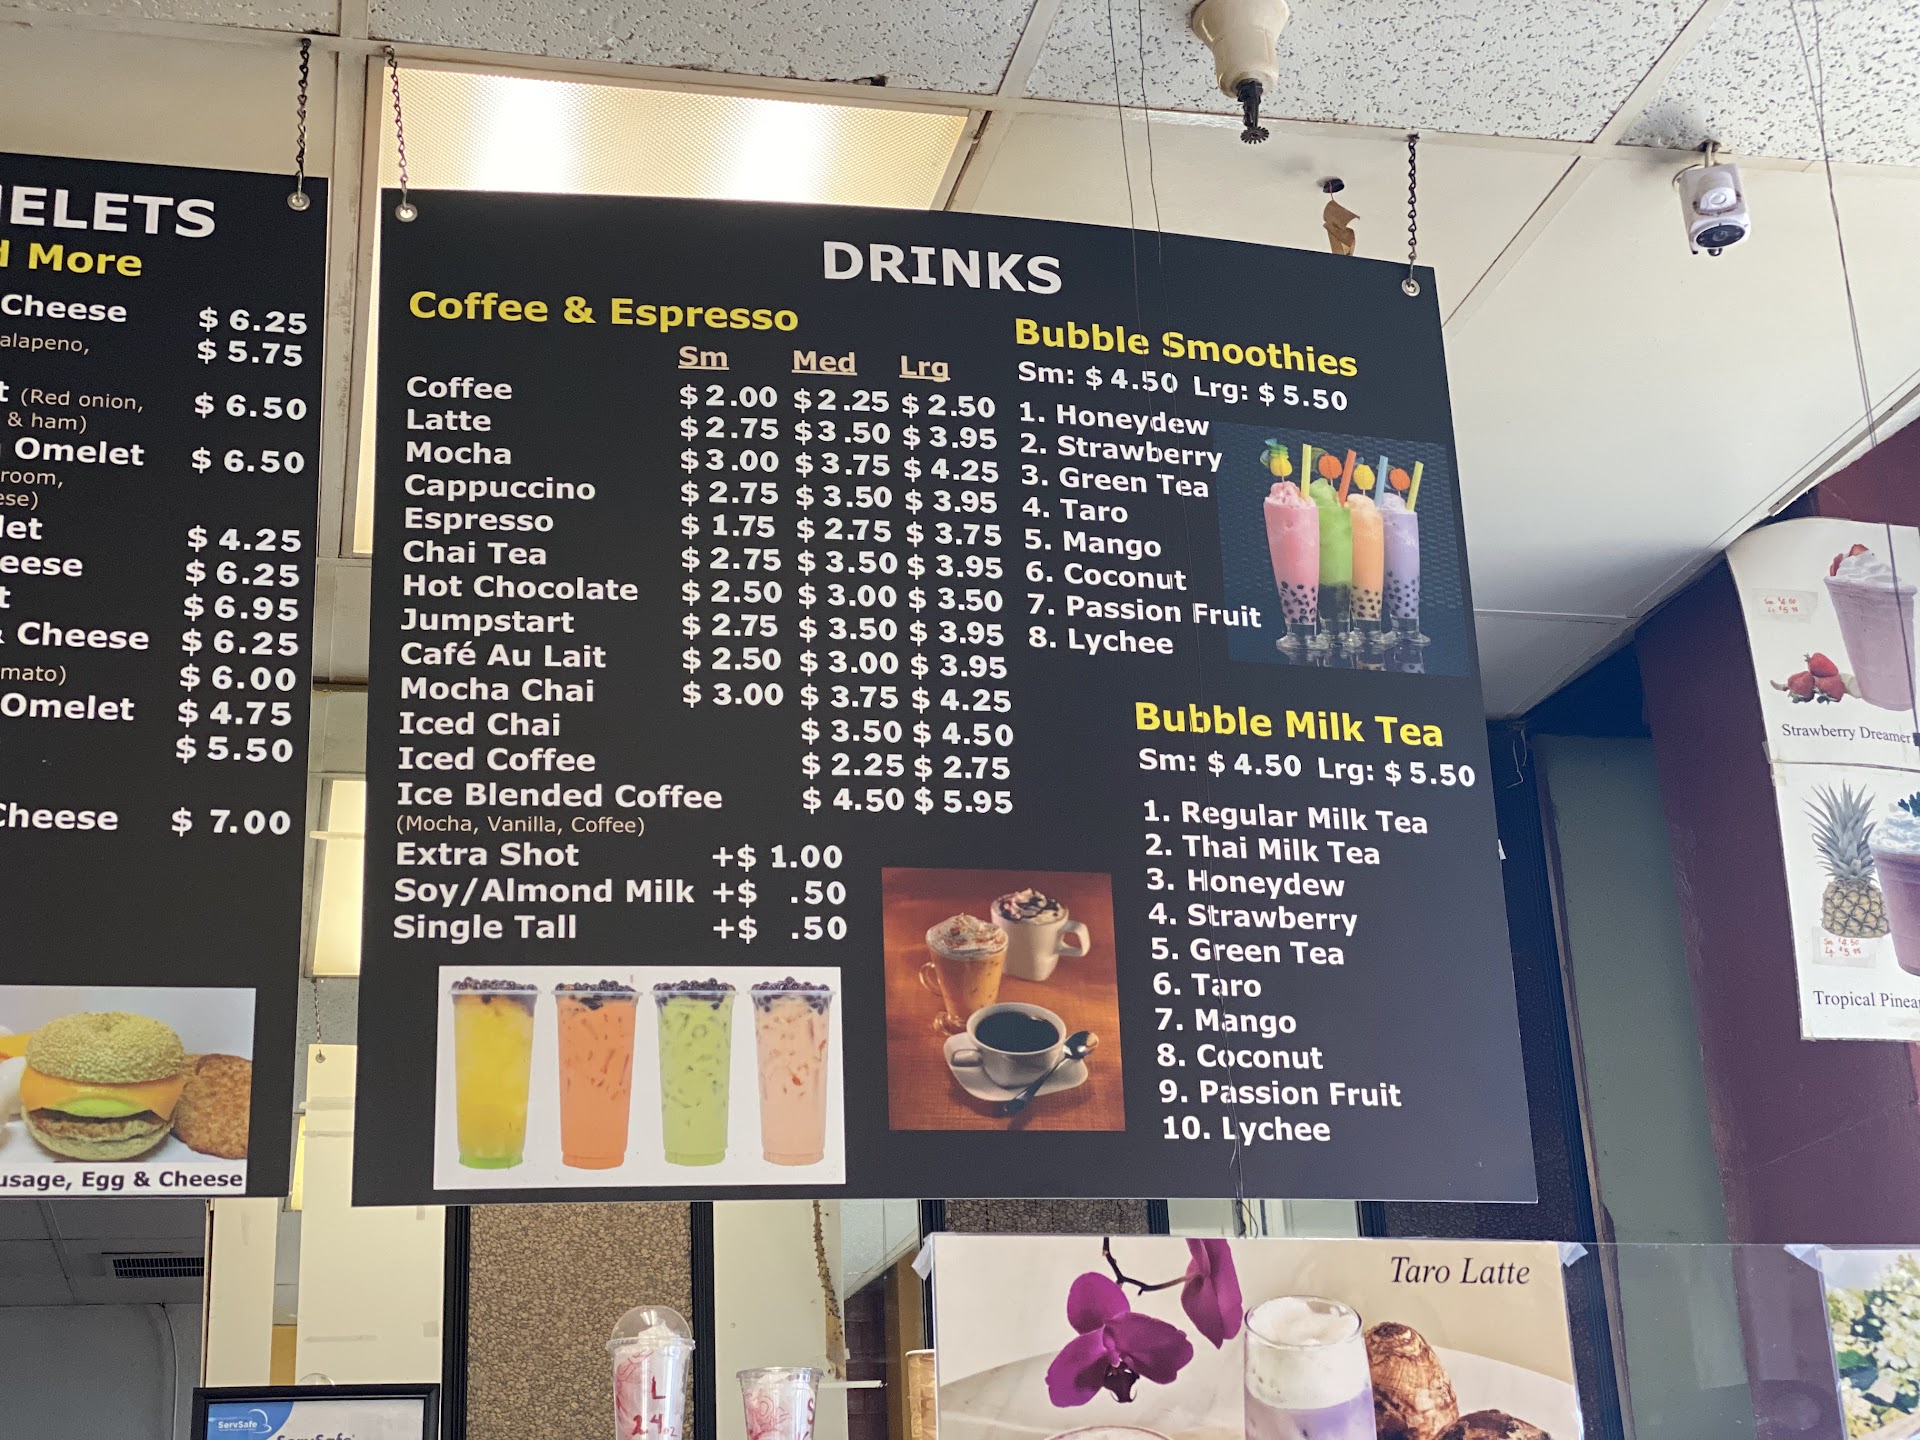 ELETS
More
Cheese $ 6.25
alapeno, $ 5.75
(Red onion, $ 6.50
& ham)
Omelet $ 6.50
room,
ese)
$ 4.25
eese $ 6.25
$ 6.95
& Cheese $ 6.25
mato) $ 6.00
Omelet $ 4.75
$ 5.50
Cheese $ 7.00
usage, Egg & Cheese
DRINKS
Coffee & Espresso
Sm Med Lrg
Coffee $ 2.00 $ 2.25 $ 2.50
Latte $ 2.75 $ 3.50 $ 3.95
Mocha $ 3.00 $ 3.75 $ 4.25
Cappuccino $ 2.75 $ 3.50 $ 3.95
Espresso $ 1.75 $ 2.75 $ 3.75
Chai Tea $ 2.75 $ 3.50 $ 3.95
Hot Chocolate $ 2.50 $ 3.00 $ 3.50
Jumpstart $ 2.75 $ 3.50 $ 3.95
Café Au Lait $ 2.50 $ 3.00 $ 3.95
Mocha Chai $ 3.00 $ 3.75 $ 4.25
Iced Chai $ 3.50 $ 4.50
Iced Coffee $ 2.25 $ 2.75
Ice Blended Coffee $ 4.50 $ 5.95
(Mocha, Vanilla, Coffee)
Extra Shot +$ 1.00
Soy/Almond Milk +$ .50
Single Tall +$ .50
Bubble Smoothies
Sm: $ 4.50 Lrg: $ 5.50
1. Honeydew
2. Strawberry
3. Green Tea
4. Taro
5. Mango
6. Coconut
7. Passion Fruit
8. Lychee
Bubble Milk Tea
Sm: $ 4.50 Lrg: $ 5.50
1. Regular Milk Tea
2. Thai Milk Tea
3. Honeydew
4. Strawberry
5. Green Tea
6. Taro
7. Mango
8. Coconut
9. Passion Fruit
10. Lychee
Strawberry Dreamer
Tropical Pinea
Taro Latte
ServSafe
L